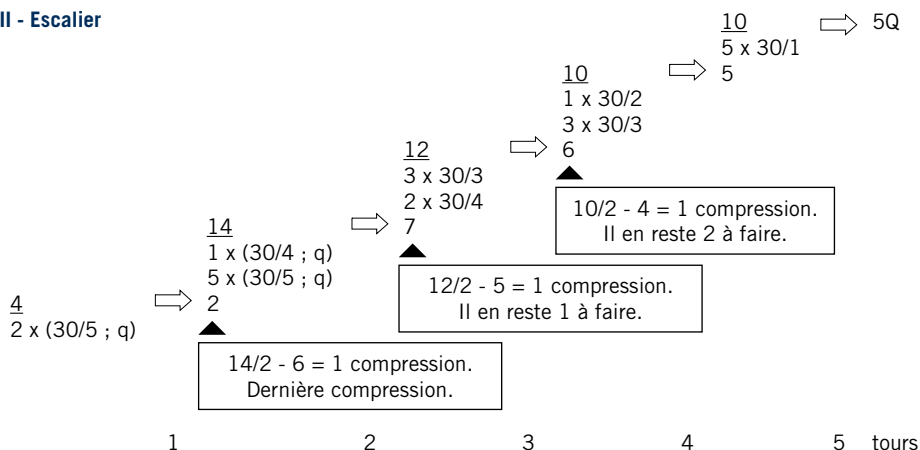 II - Escalier
4
2 x (30/5 ; q)
14
1 x (30/4 ; q)
5 x (30/5 ; q)
2
14/2 - 6 = 1 compression.
Dernière compression.
12
3 x 30/3
2 x 30/4
7
12/2 - 5 = 1 compression.
Il en reste 1 à faire.
10
1 x 30/2
3 x 30/3
6
10/2 - 4 = 1 compression.
Il en reste 2 à faire.
10
5 x 30/1
5
5Q
1 2 3 4 5 tours